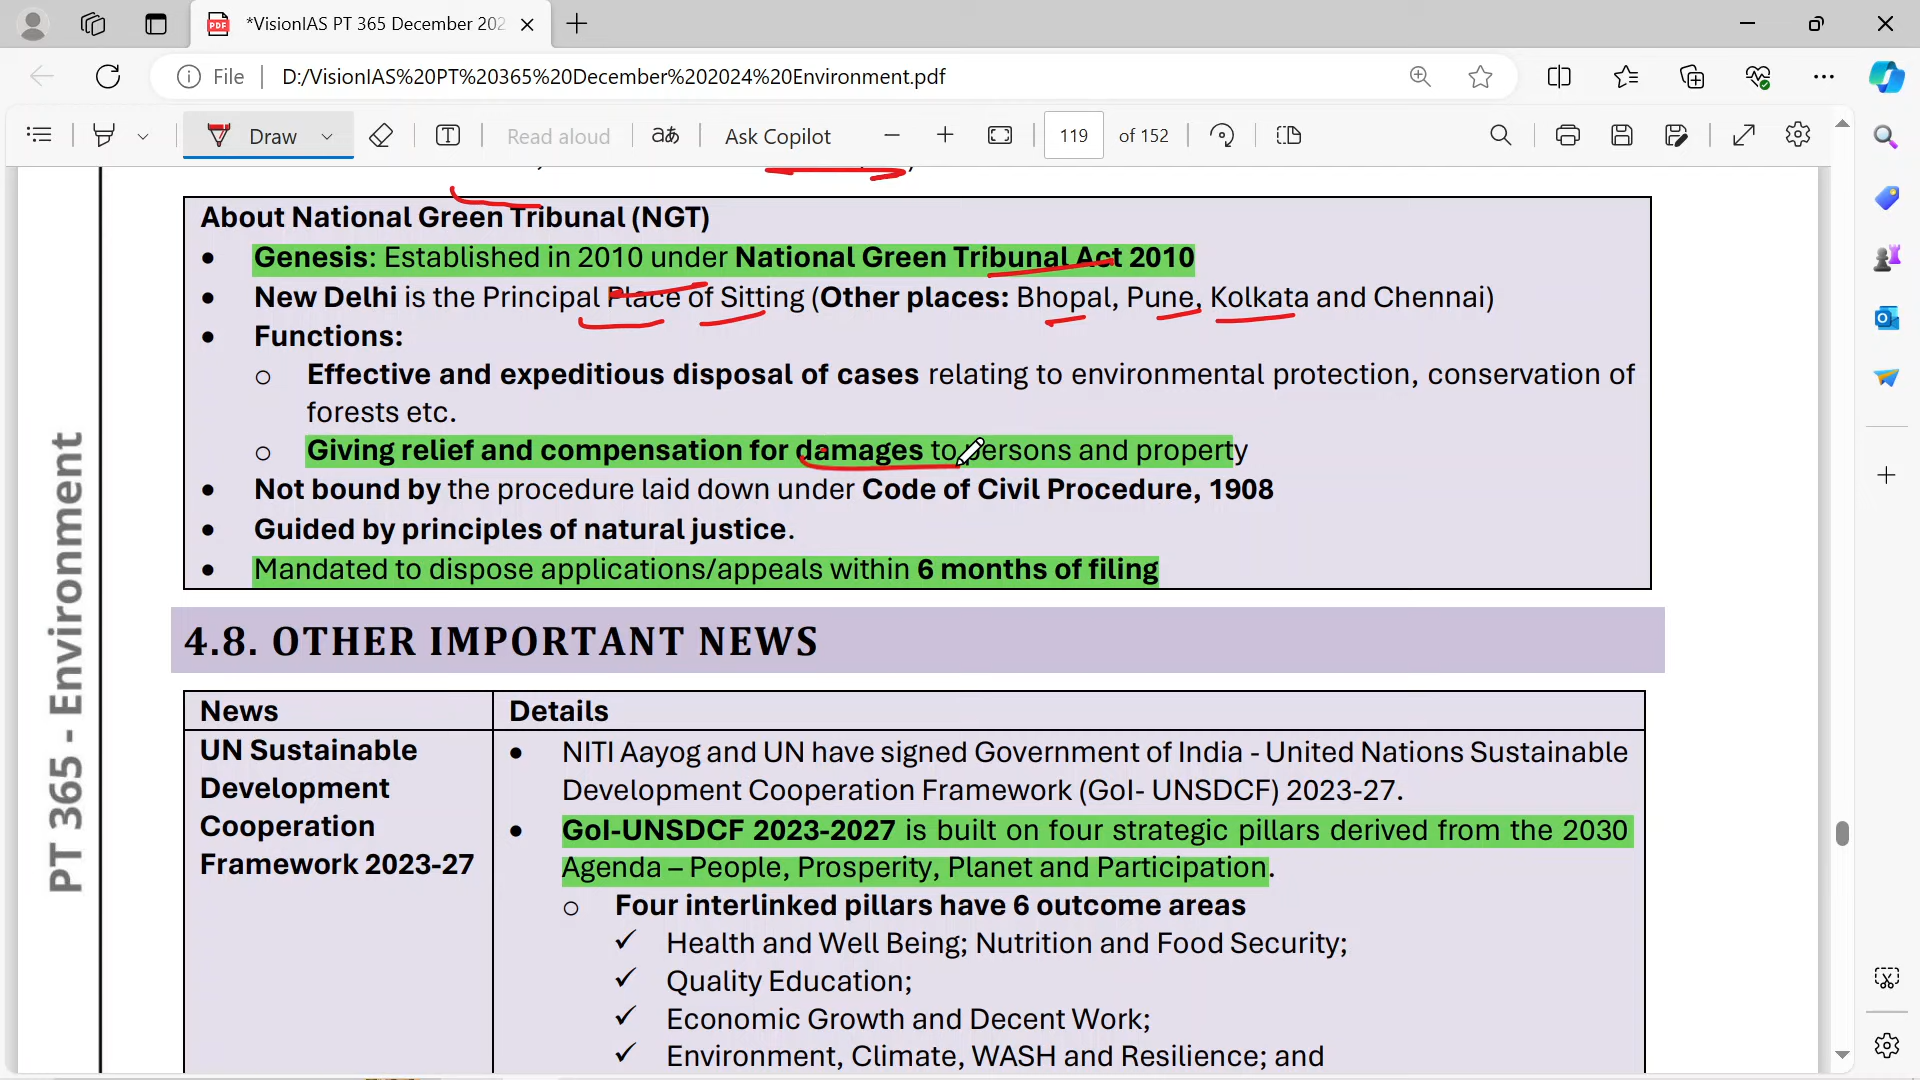 *VisionIAS PT 365 December 202
File
D:/VisionIAS%20PT%20365%20December%202024%20Environment.pdf
Draw
Read aloud
aあ
Ask Copilot
119
of 152
About National Green Tribunal (NGT)
• Genesis: Established in 2010 under National Green Tribunal Act 2010
• New Delhi is the Principal Place of Sitting (Other places: Bhopal, Pune, Kolkata and Chennai)
• Functions:
o Effective and expeditious disposal of cases relating to environmental protection, conservation of
forests etc.
o Giving relief and compensation for damages to persons and property
• Not bound by the procedure laid down under Code of Civil Procedure, 1908
• Guided by principles of natural justice.
• Mandated to dispose applications/appeals within 6 months of filing
PT 365 - Environment
4.8. OTHER IMPORTANT NEWS
News
Details
UN Sustainable
Development
Cooperation
Framework 2023-27
• NITI Aayog and UN have signed Government of India - United Nations Sustainable
Development Cooperation Framework (GoI- UNSDCF) 2023-27.
• GoI-UNSDCF 2023-2027 is built on four strategic pillars derived from the 2030
Agenda – People, Prosperity, Planet and Participation.
o Four interlinked pillars have 6 outcome areas
✓ Health and Well Being; Nutrition and Food Security;
✓ Quality Education;
✓ Economic Growth and Decent Work;
✓ Environment, Climate, WASH and Resilience; and